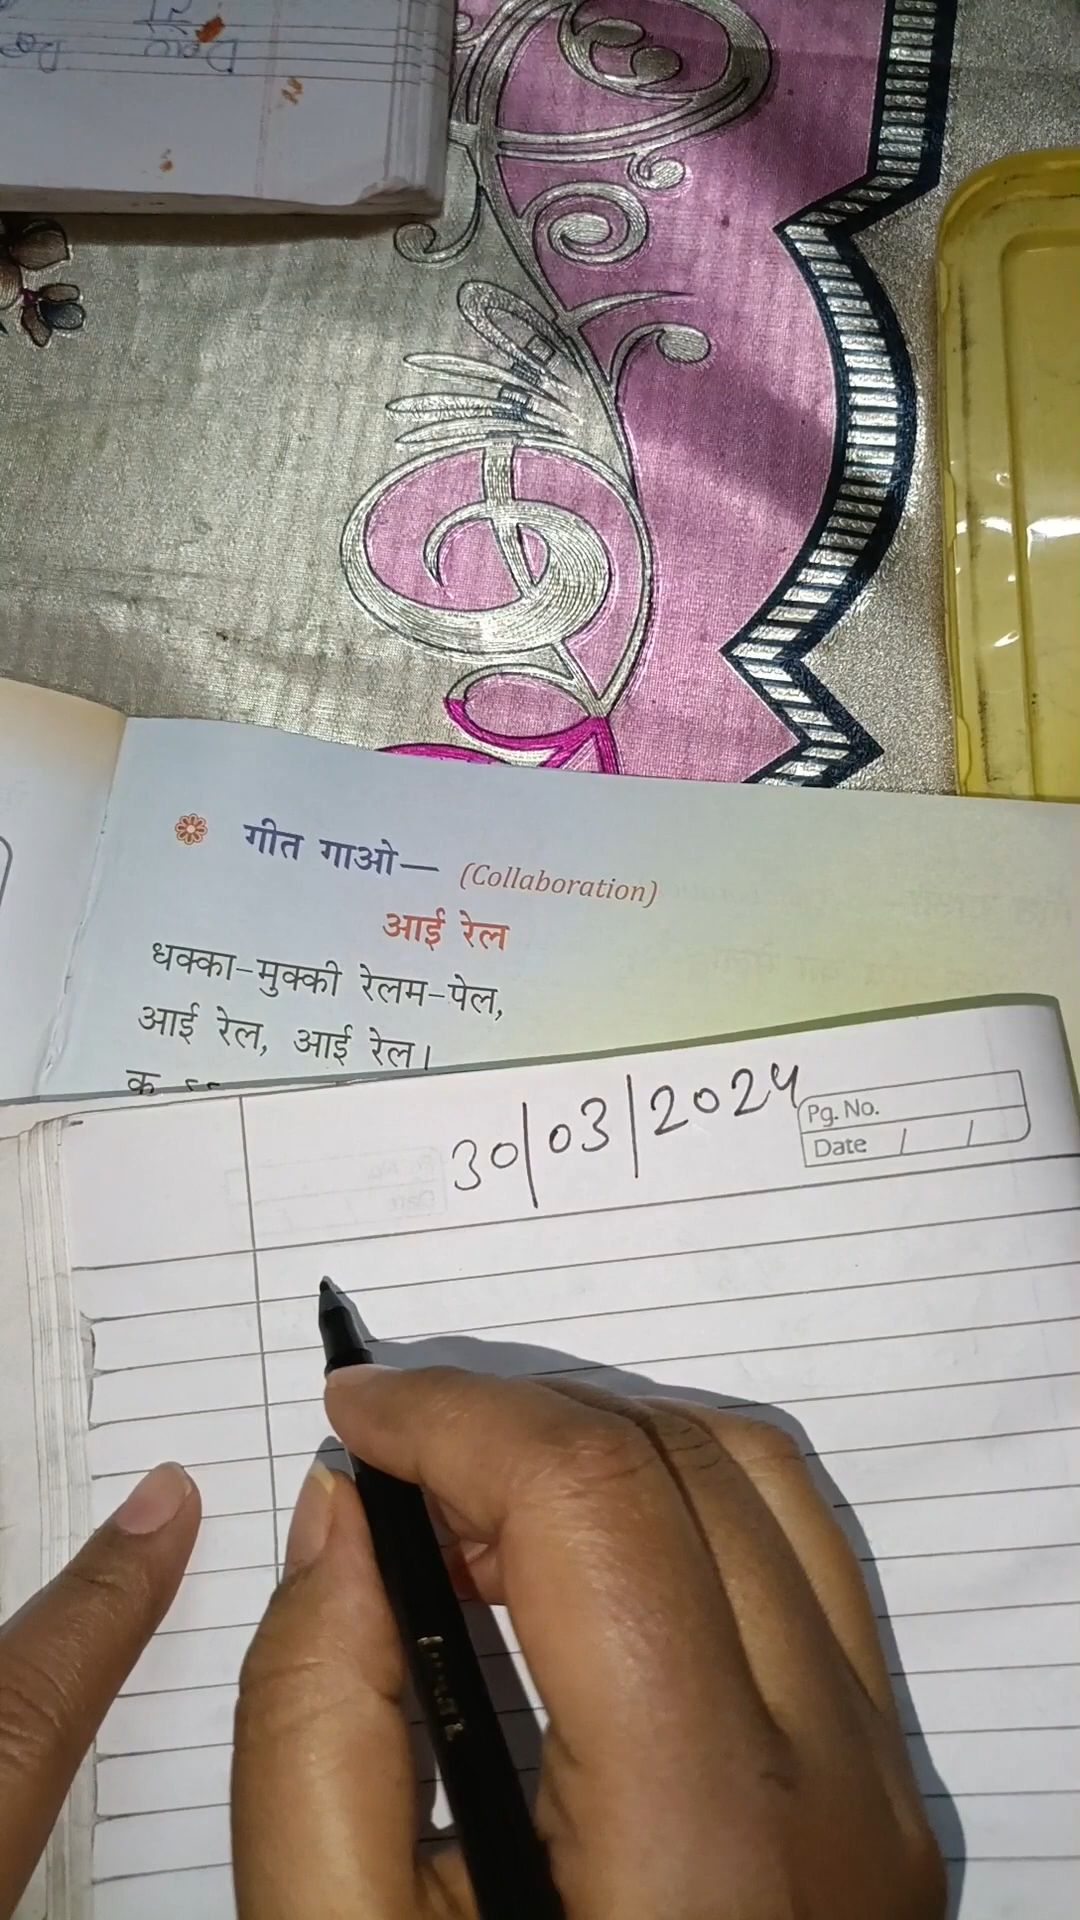 गीत गाओ— (Collaboration)
आई रेल
धक्का-मुक्की रेलम-पेल,
आई रेल, आई रेल।
30/03/2024
Pg. No.
Date / /